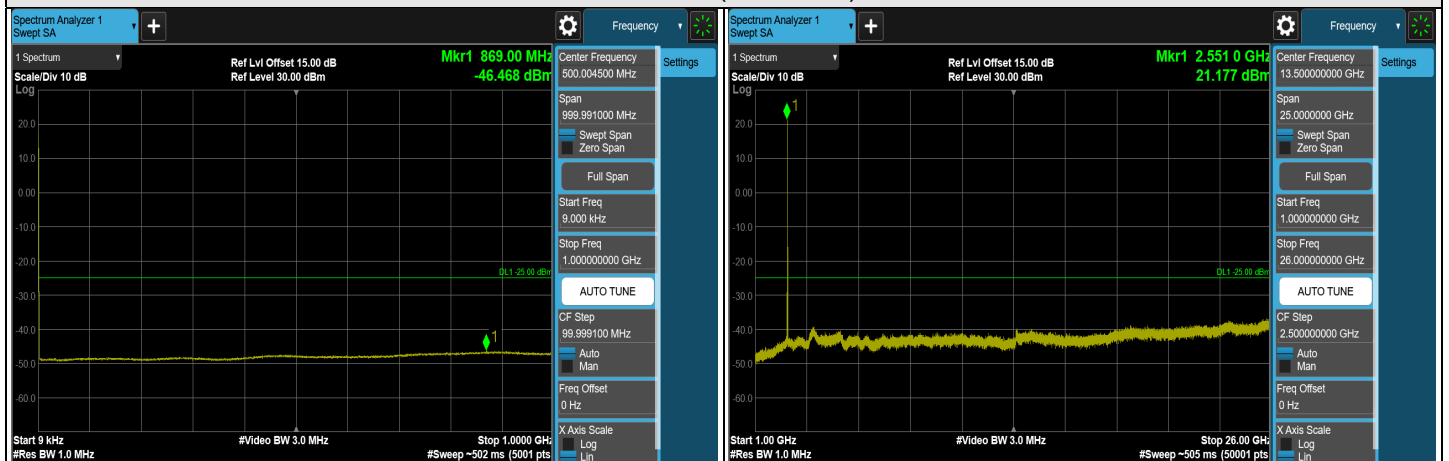 Spectrum Analyzer 1
Swept SA
+
Frequency
1 Spectrum
Scale/Div 10 dB
Ref Lvl Offset 15.00 dB
Ref Level 30.00 dBm
Mkr1 869.00 MHz
-46.468 dBm
Log
1
20.0
10.0
0.00
-10.0
-20.0
-30.0
-40.0
-50.0
-60.0
DL1 -25.00 dBm
Start 9 kHz
#Res BW 1.0 MHz
#Video BW 3.0 MHz
Stop 1.0000 GHz
#Sweep ~502 ms (5001 pts
Center Frequency
500.004500 MHz
Settings
Span
999.991000 MHz
Swept Span
Zero Span
Full Span
Start Freq
9.000 kHz
Stop Freq
1.000000000 GHz
AUTO TUNE
CF Step
99.999100 MHz
Auto
Man
Freq Offset
0 Hz
X Axis Scale
Log
Lin
Spectrum Analyzer 1
Swept SA
+
Frequency
1 Spectrum
Scale/Div 10 dB
Ref Lvl Offset 15.00 dB
Ref Level 30.00 dBm
Mkr1 2.551 0 GHz
21.177 dBm
Log
1
20.0
10.0
0.00
-10.0
-20.0
-30.0
-40.0
-50.0
-60.0
DL1 -25.00 dBm
Start 1.00 GHz
#Res BW 1.0 MHz
#Video BW 3.0 MHz
Stop 26.00 GHz
#Sweep ~505 ms (50001 pts
Center Frequency
13.500000000 GHz
Settings
Span
25.0000000 GHz
Swept Span
Zero Span
Full Span
Start Freq
1.000000000 GHz
Stop Freq
26.000000000 GHz
AUTO TUNE
CF Step
2.500000000 GHz
Auto
Man
Freq Offset
0 Hz
X Axis Scale
Log
Lin